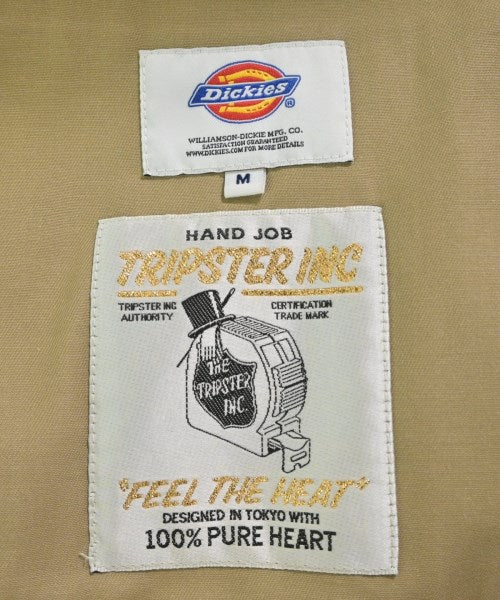 Dickies
®
WILLIAMSON-DICKIE MFG. CO.
SATISFACTION GUARANTEED
WWW.DICKIES.COM FOR MORE DETAILS
M
HAND JOB
TRIPSTER INC
TRIPSTER INC
AUTHORITY
CERTIFICATION
TRADE MARK
THE
TRIPSTER
INC.
"FEEL THE HEAT"
DESIGNED IN TOKYO WITH
100% PURE HEART